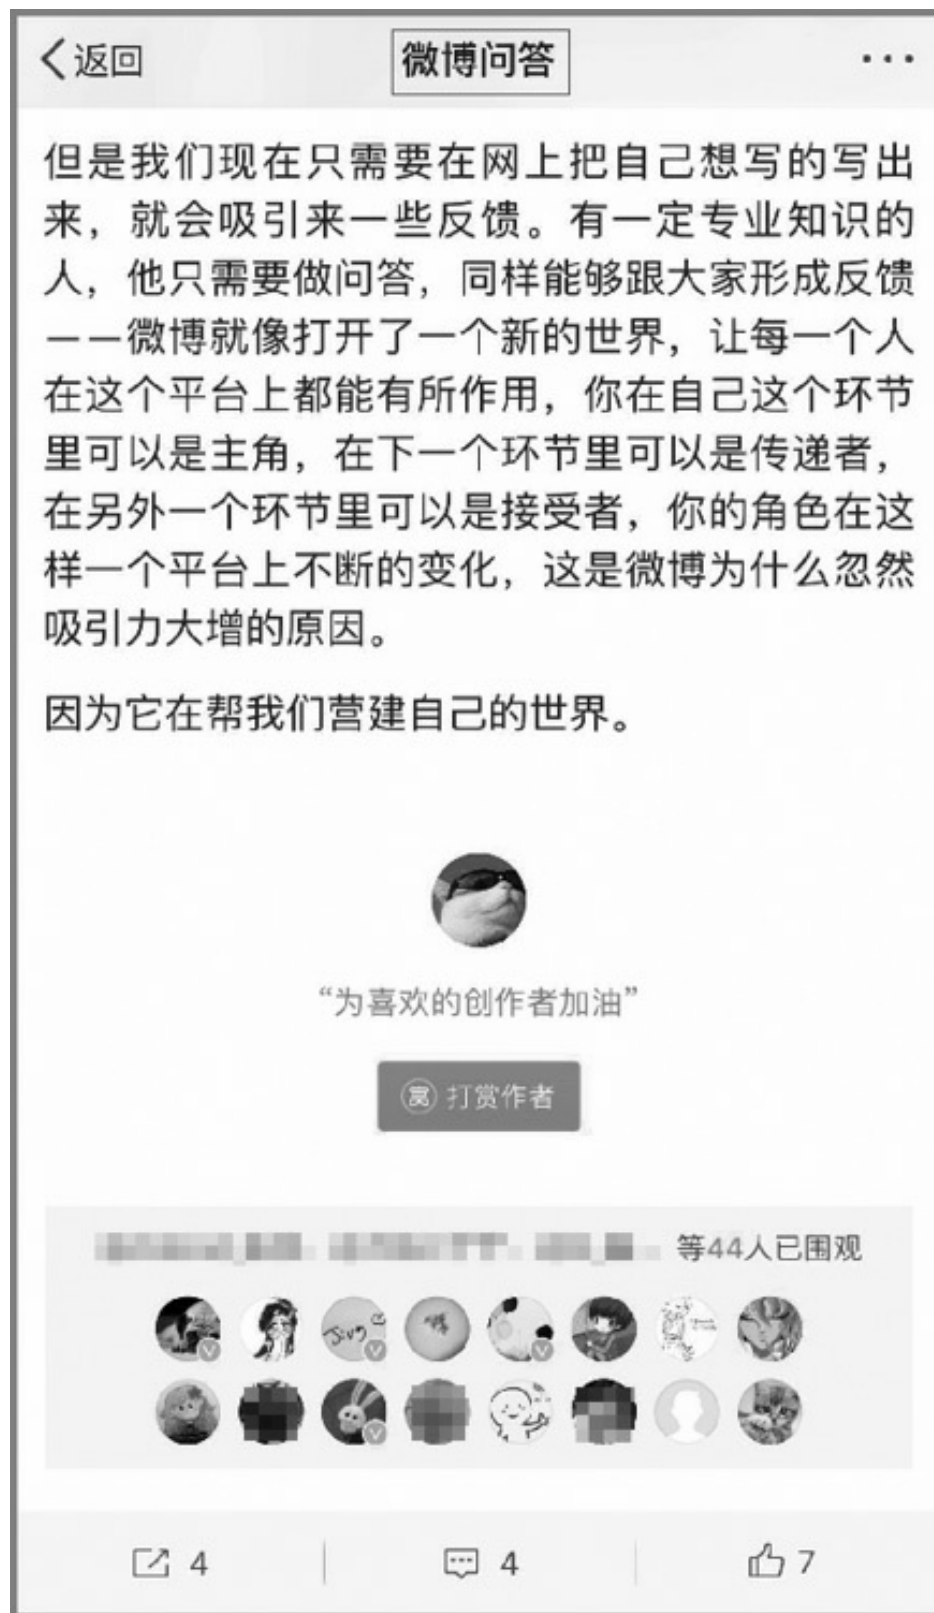 返回
微博问答
但是我们现在只需要在网上把自己想写的写出
来，就会吸引来一些反馈。有一定专业知识的
人，他只需要做问答，同样能够跟大家形成反馈
——微博就像打开了一个新的世界，让每一个人
在这个平台上都能有所作用，你在自己这个环节
里可以是主角，在下一个环节里可以是传递者，
在另外一个环节里可以是接受者，你的角色在这
样一个平台上不断的变化，这是微博为什么忽然
吸引力大增的原因。
因为它在帮我们营建自己的世界。
“为喜欢的创作者加油”
赏 打赏作者
等44人已围观
4
4
7